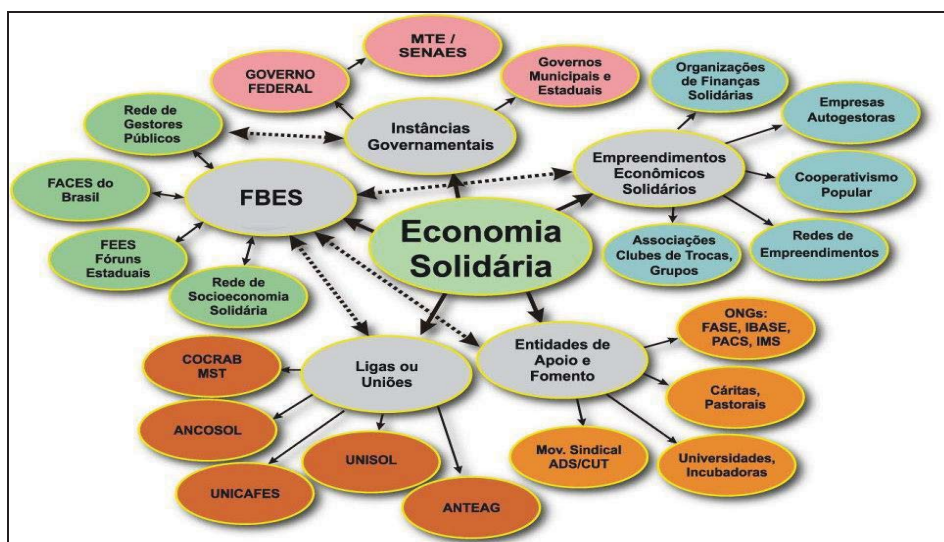 MTE /
SENAES
GOVERNO
FEDERAL
Governos
Municipais e
Estaduais
Organizações
de Finanças
Solidárias
Empresas
Autogestoras
Rede de
Gestores
Públicos
Instâncias
Governamentais
Empreendimentos
Econômicos
Solidários
Cooperativismo
Popular
FACES do
Brasil
FBES
Economia
Solidária
FEES
Fóruns
Estaduais
Associações
Clubes de Trocas,
Grupos
Redes de
Empreendimentos
Rede de
Socioeconomia
Solidária
ONGs:
FASE, IBASE,
PACS, IMS
COCRAB
MST
Ligas ou
Uniões
Entidades de
Apoio e
Fomento
Cáritas,
Pastorais
ANCOSOL
UNISOL
Mov. Sindical
ADS/CUT
Universidades,
Incubadoras
UNICAFES
ANTEAG